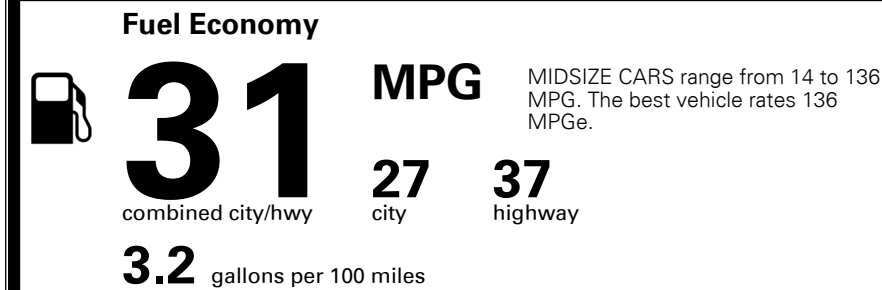 Fuel Economy
31
MPG
MIDSIZE CARS range from 14 to 136
MPG. The best vehicle rates 136
MPGe.
27
37
combined city/hwy
city
highway
3.2 gallons per 100 miles